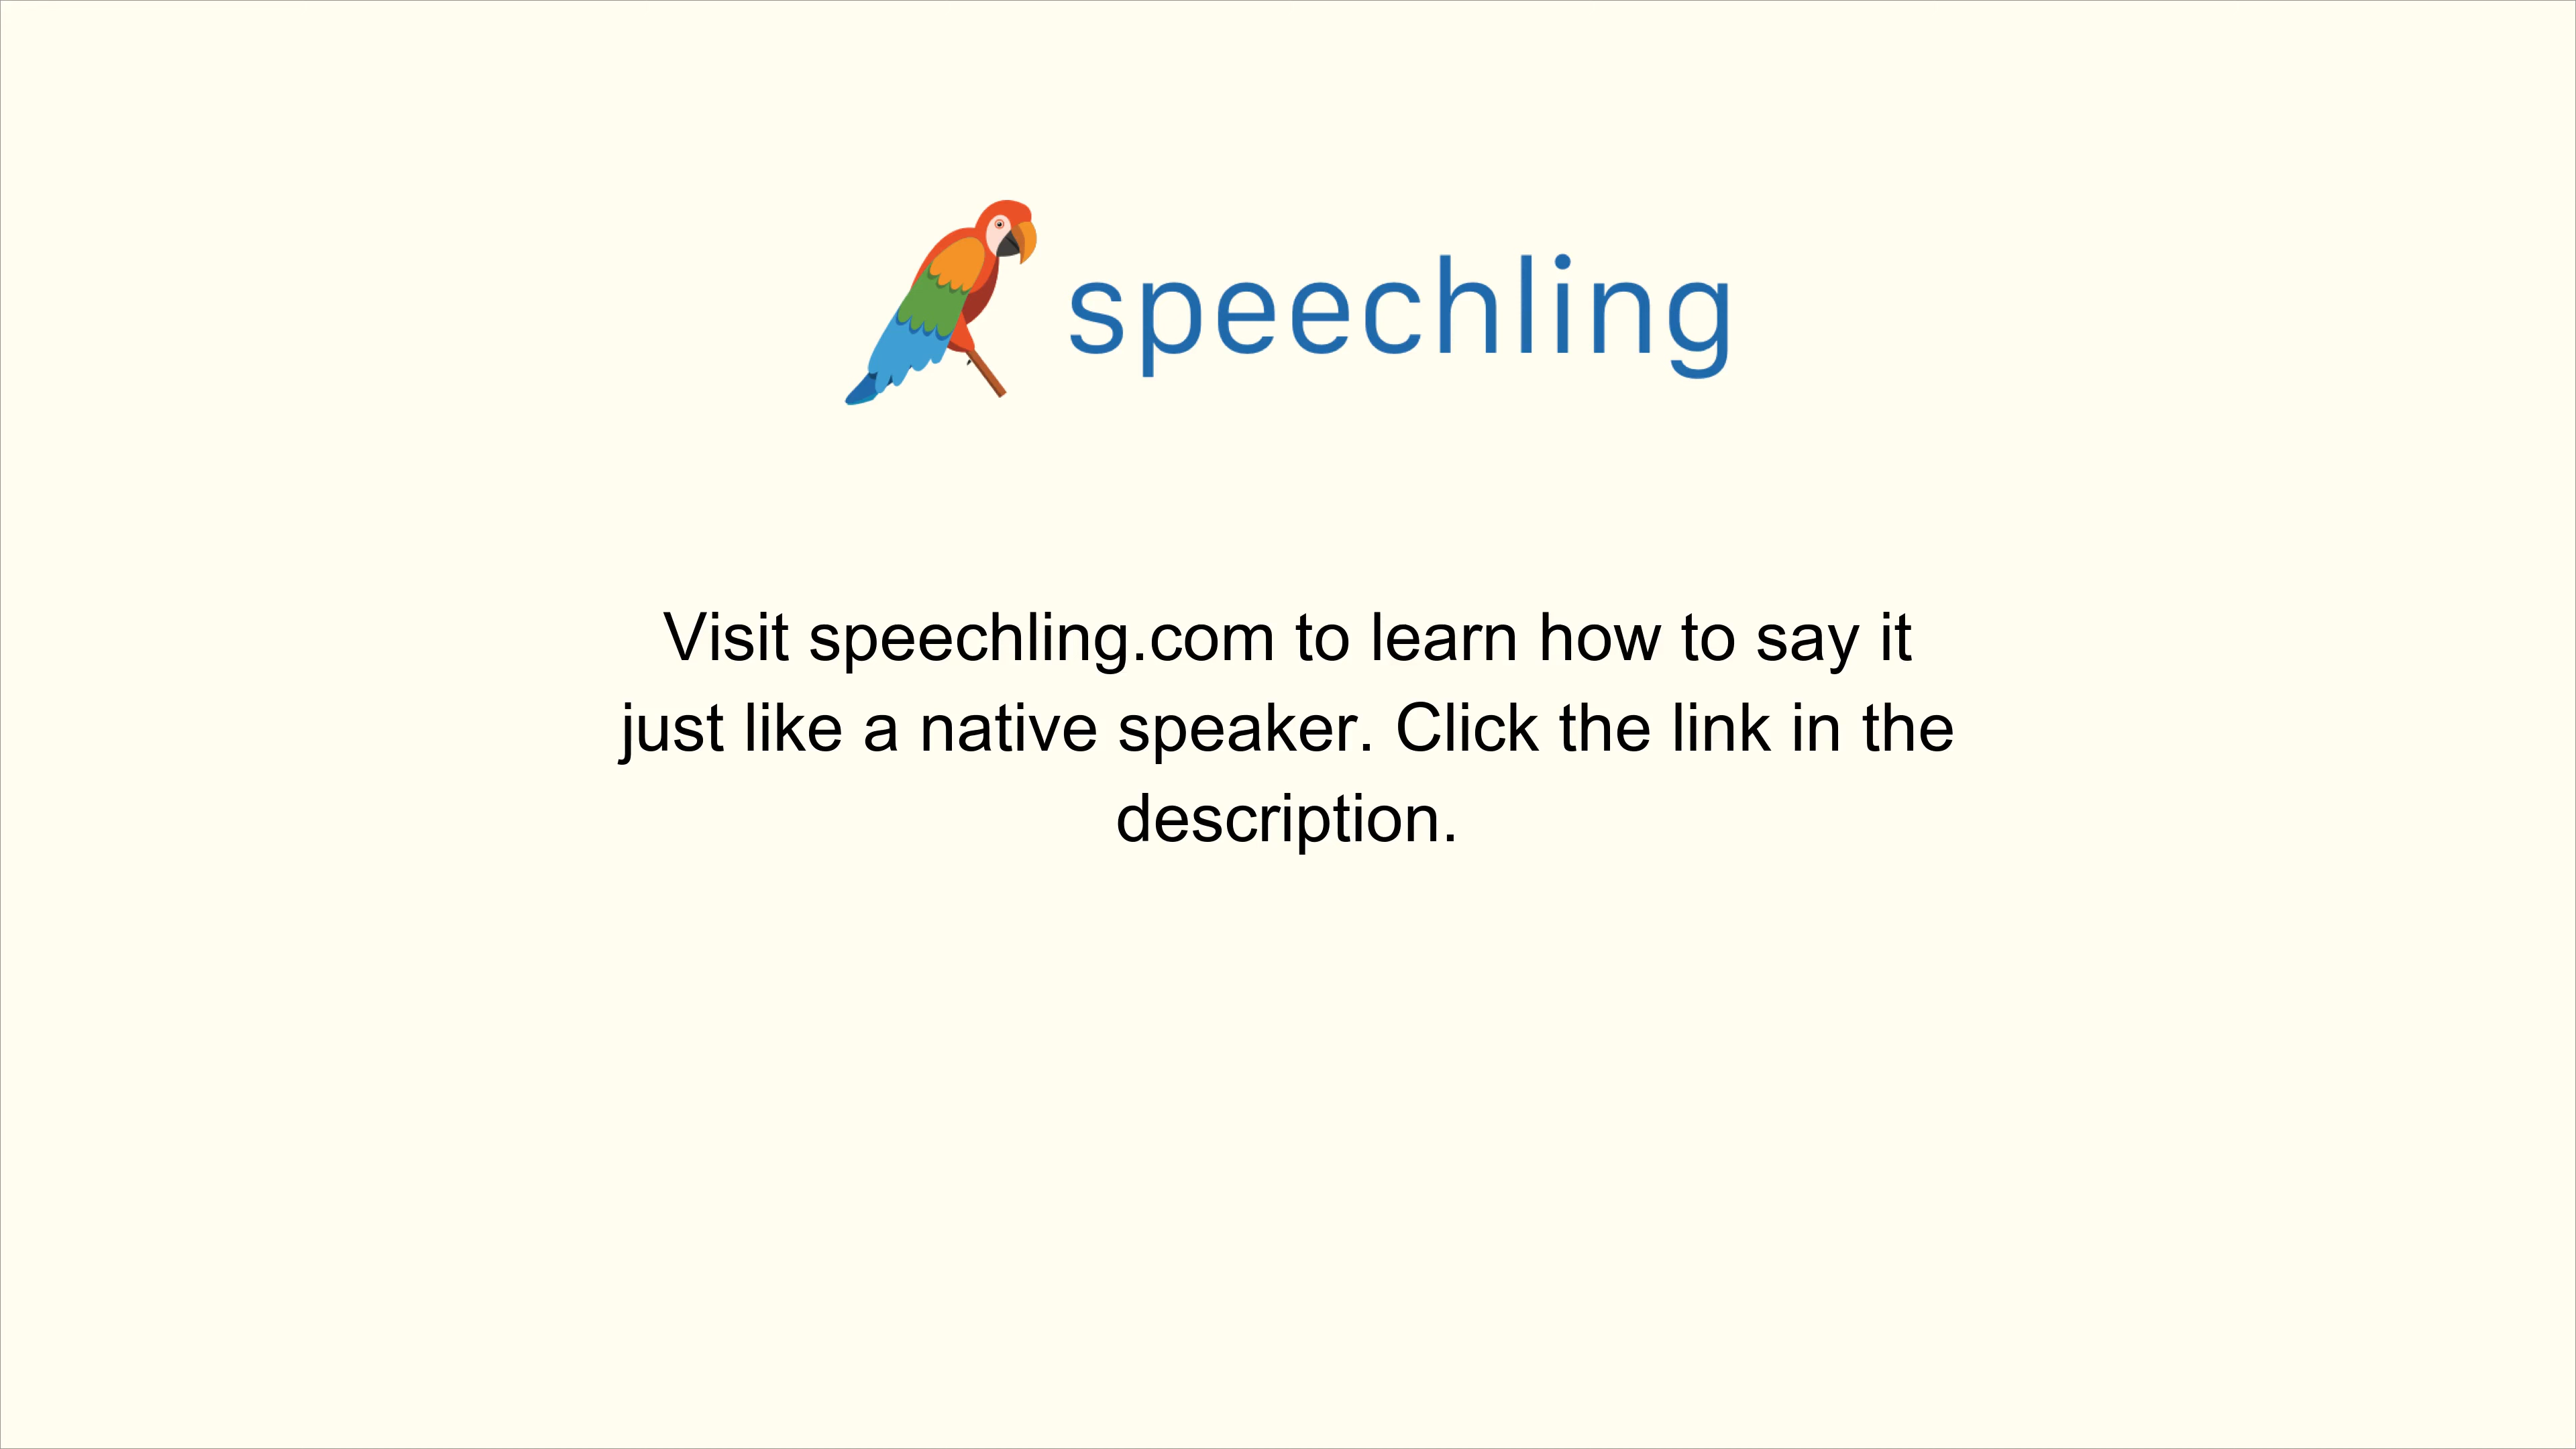 speechling
Visit speechling.com to learn how to say it
just like a native speaker. Click the link in the
description.